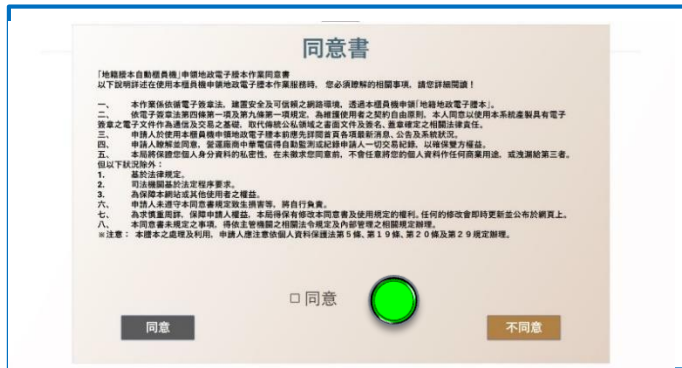 同意書
「地籍謄本自動櫃員機」申領地政電子謄本作業同意書
以下說明詳述在使用本櫃員機申領地政電子謄本作業服務時，您必須瞭解的相關事項，請您詳細閱讀！
一、 本作業係依循電子簽章法，建置安全及可信賴之網路環境，透過本櫃員機申領「地籍地政電子謄本」。
二、 依電子簽章法第四條第一項及第九條第一項規定，為維護使用者之契約自由原則，本人同意以使用本系統產製具有電子
簽章之電子文件作為通信及交易之基礎，取代傳統公私領域之書面文件及簽名、蓋章確定之相關法律責任。
三、 申請人於使用本櫃員機申領地政電子謄本前應先詳閱首頁各項最新消息、公告及系統狀況。
四、 申請人瞭解並同意，營運廠商中華電信得自動監測或紀錄申請人一切交易紀錄，以確保雙方權益。
五、 本局將保證您個人身分資料的私密性，在未徵求您同意前，不會任意將您的個人資料作任何商業用途，或洩漏給第三者。
但以下狀況除外：
1. 基於法律規定。
2. 司法機關基於法定程序要求。
3. 為保障本網站或其他使用者之權益。
六、 申請人未遵守本同意書規定致生損害等，將自行負責。
七、 為求慎重周詳，保障申請人權益，本局得保有修改本同意書及使用規定的權利。任何的修改會即時更新並公布於網頁上。
八、 本同意書未規定之事項，得依主管機關之相關法令規定及內部管理之相關規定辦理。
※注意： 本謄本之處理及利用，申請人應注意依個人資料保護法第５條、第１９條、第２０條及第２９規定辦理。
同意
同意
不同意